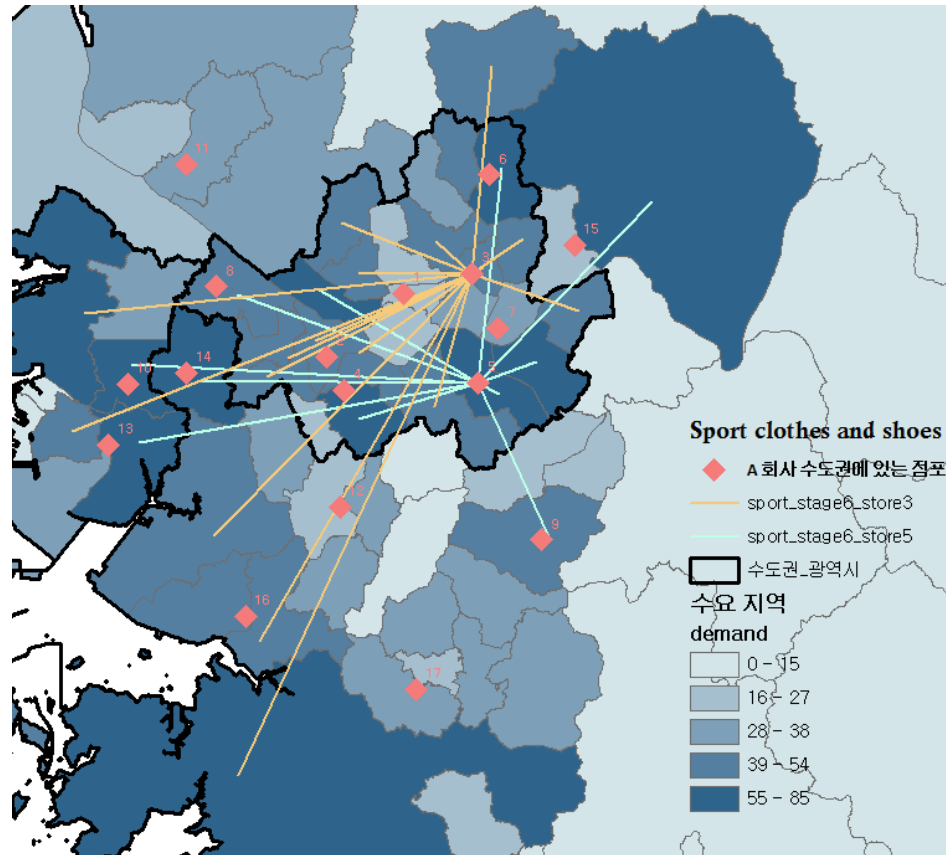 11
6
15
3
8
1
7
2
14
10
4
5
13
Sport clothes and shoes
A 회사 수도권에 있는 점포
12
sport_stage6_store3
9
sport_stage6_store5
수도권_광역시
수요 지역
16
demand
0 - 15
17
16 - 27
28 - 38
39 - 54
55 - 85